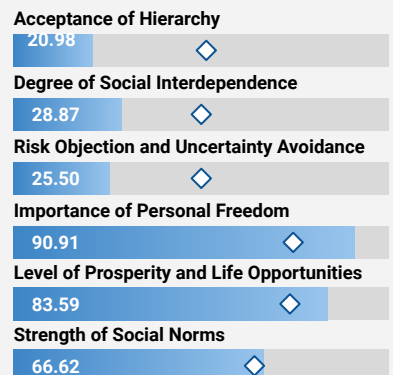 Acceptance of Hierarchy
20.98
Degree of Social Interdependence
28.87
Risk Objection and Uncertainty Avoidance
25.50
Importance of Personal Freedom
90.91
Level of Prosperity and Life Opportunities
83.59
Strength of Social Norms
66.62